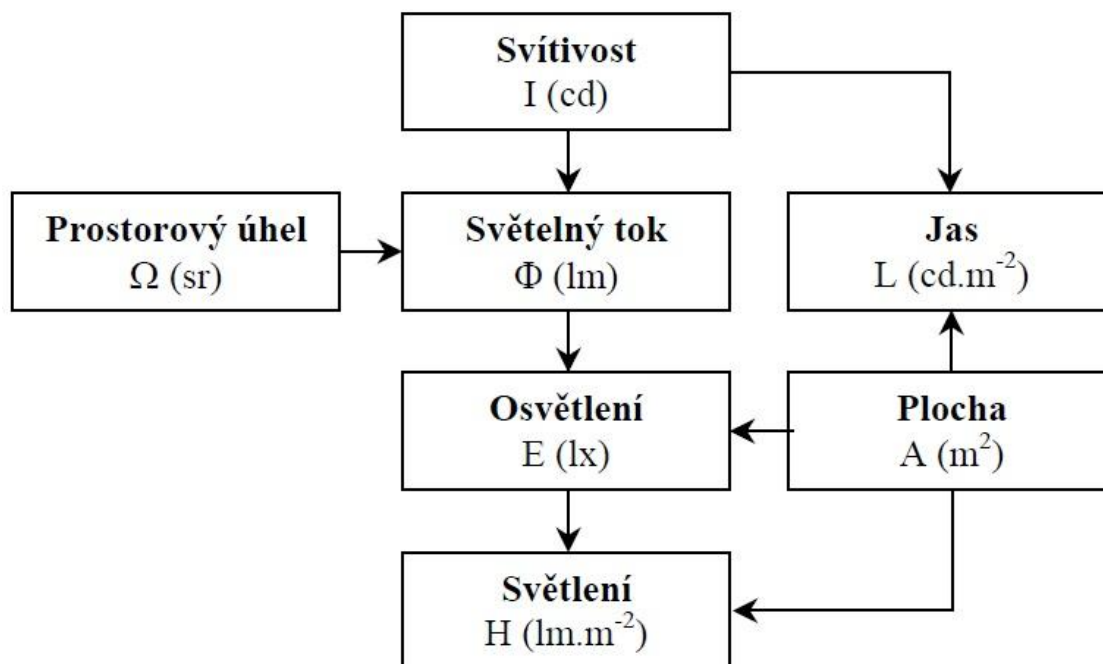 Svítivost
I (cd)
Prostorový úhel
Ω (sr)
Světelný tok
Φ (lm)
Jas
L (cd.m⁻²)
Osvětlení
E (lx)
Plocha
A (m²)
Světlení
H (lm.m⁻²)